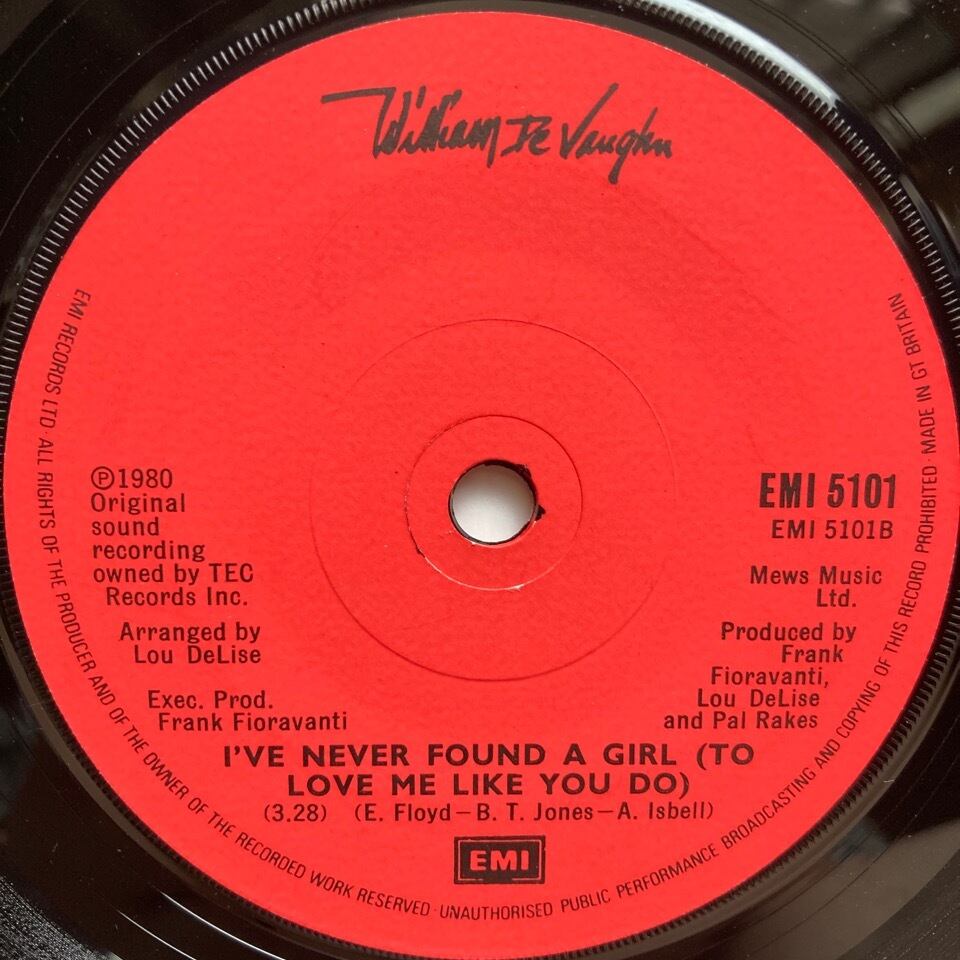 William De Vaughn
EMI RECORDS LTD · ALL RIGHTS OF THE PRODUCER AND OF THE OWNER OF THE RECORDED WORK RESERVED · UNAUTHORISED PUBLIC PERFORMANCE BROADCASTING AND COPYING OF THIS RECORD PROHIBITED · MADE IN GT BRITAIN
℗1980
Original
sound
recording
owned by TEC
Records Inc.
Arranged by
Lou DeLise
Exec. Prod.
Frank Fioravanti
EMI 5101
EMI 5101B
Mews Music
Ltd.
Produced by
Frank
Fioravanti,
Lou DeLise
and Pal Rakes
I'VE NEVER FOUND A GIRL (TO
LOVE ME LIKE YOU DO)
(3.28) (E. Floyd—B. T. Jones—A. Isbell)
EMI